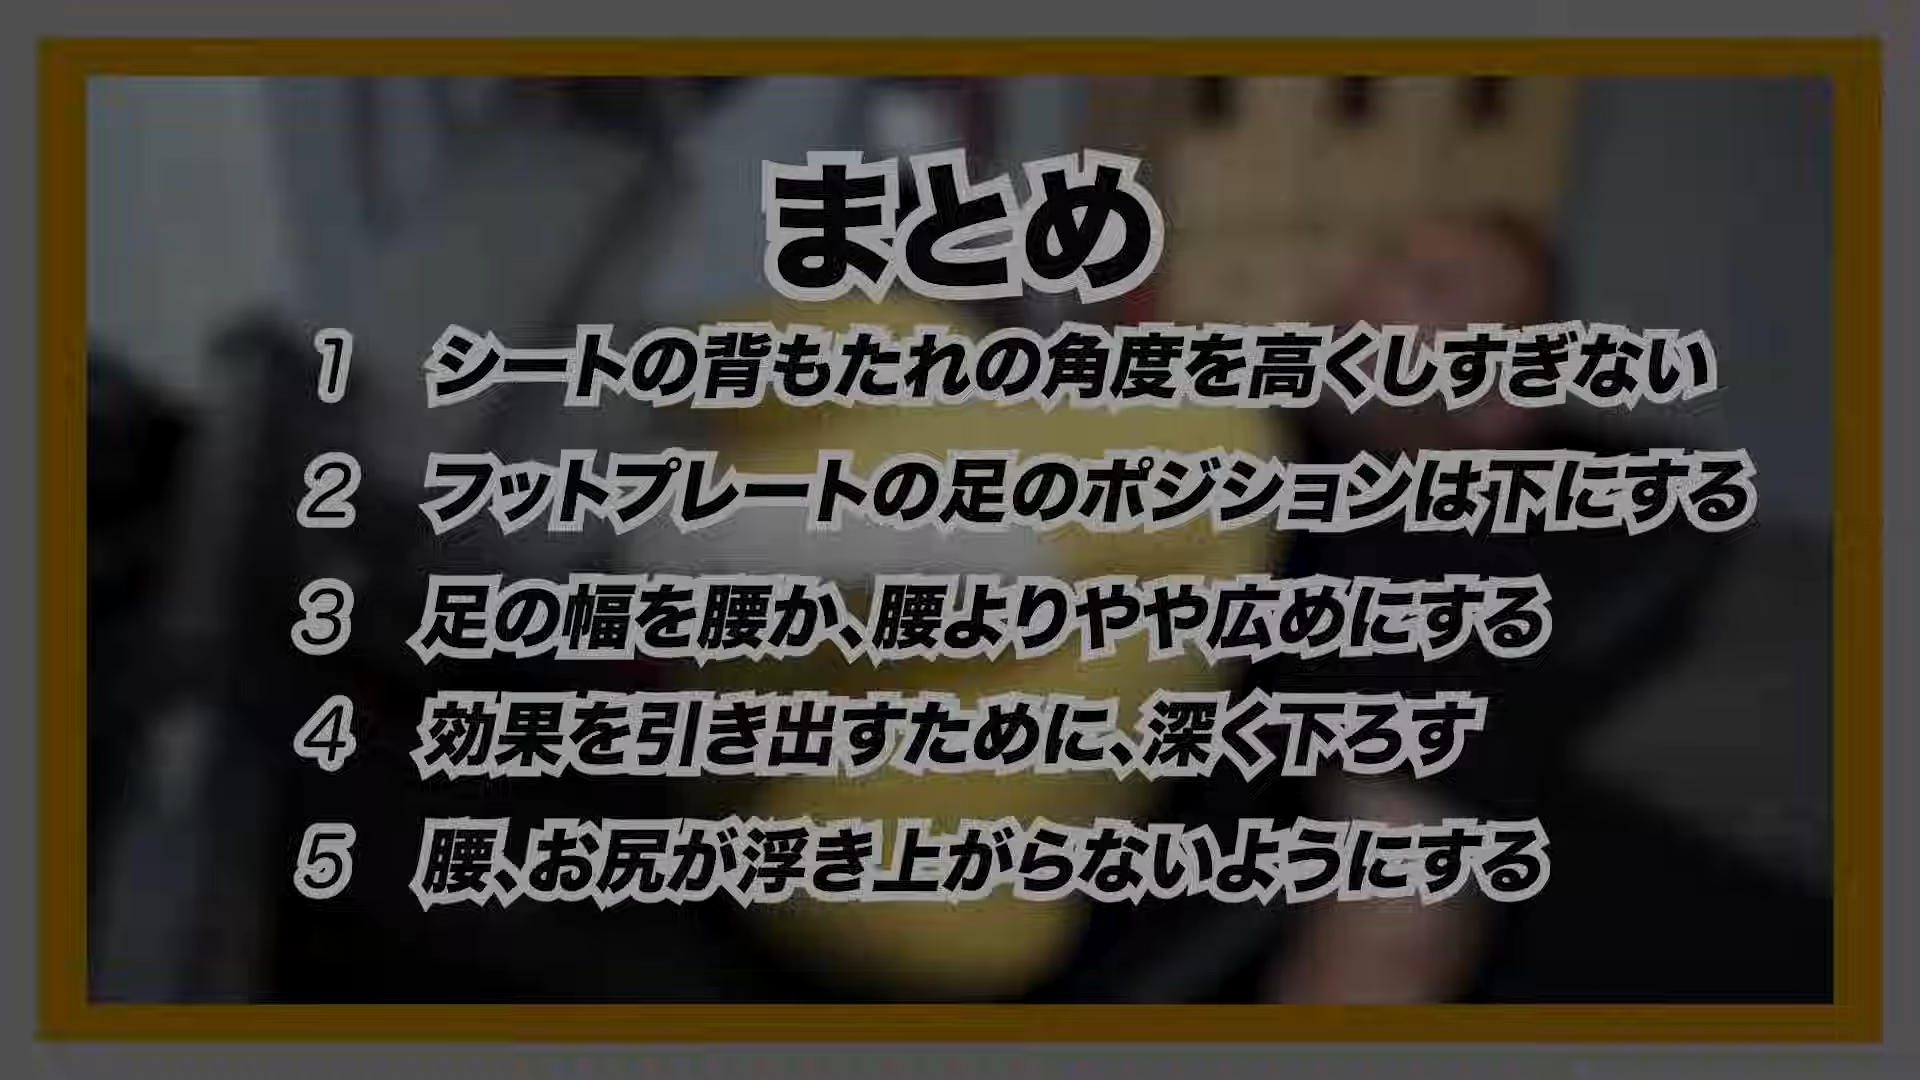 まとめ
1 シートの背もたれの角度を高くしすぎない
2 フットプレートの足のポジションは下にする
3 足の幅を腰か、腰よりやや広めにする
4 効果を引き出すために、深く下ろす
5 腰、お尻が浮き上がらないようにする